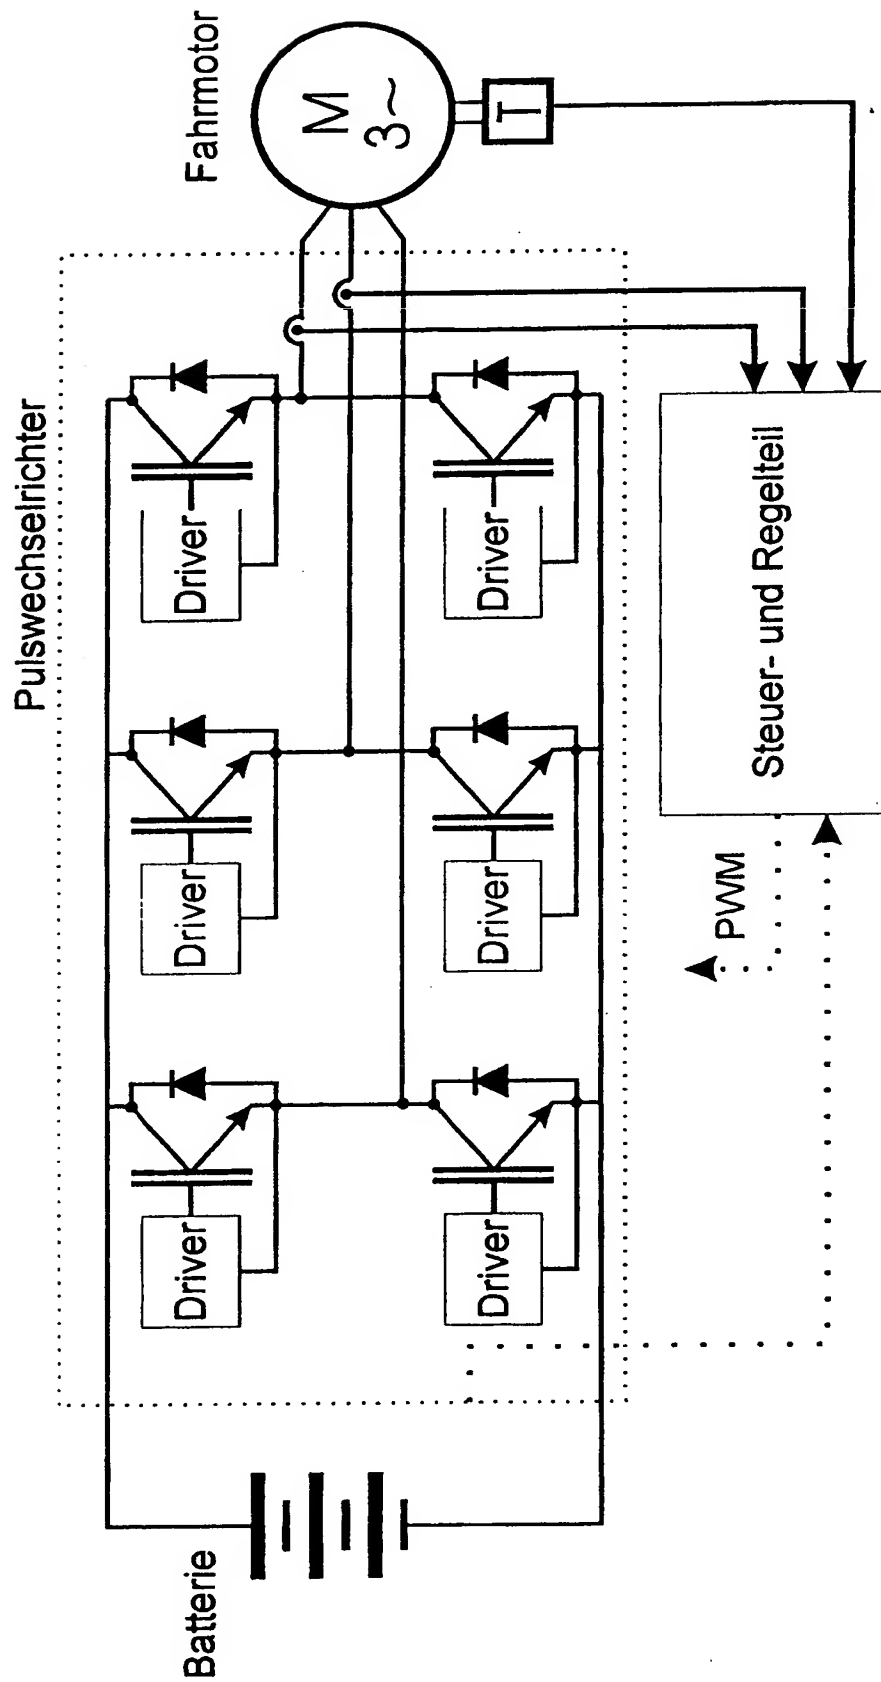 Pulswechselrichter
Fahrmotor
Batterie
Driver
Driver
Driver
Driver
Driver
Driver
M
3~
T
PWM
Steuer- und Regelteil